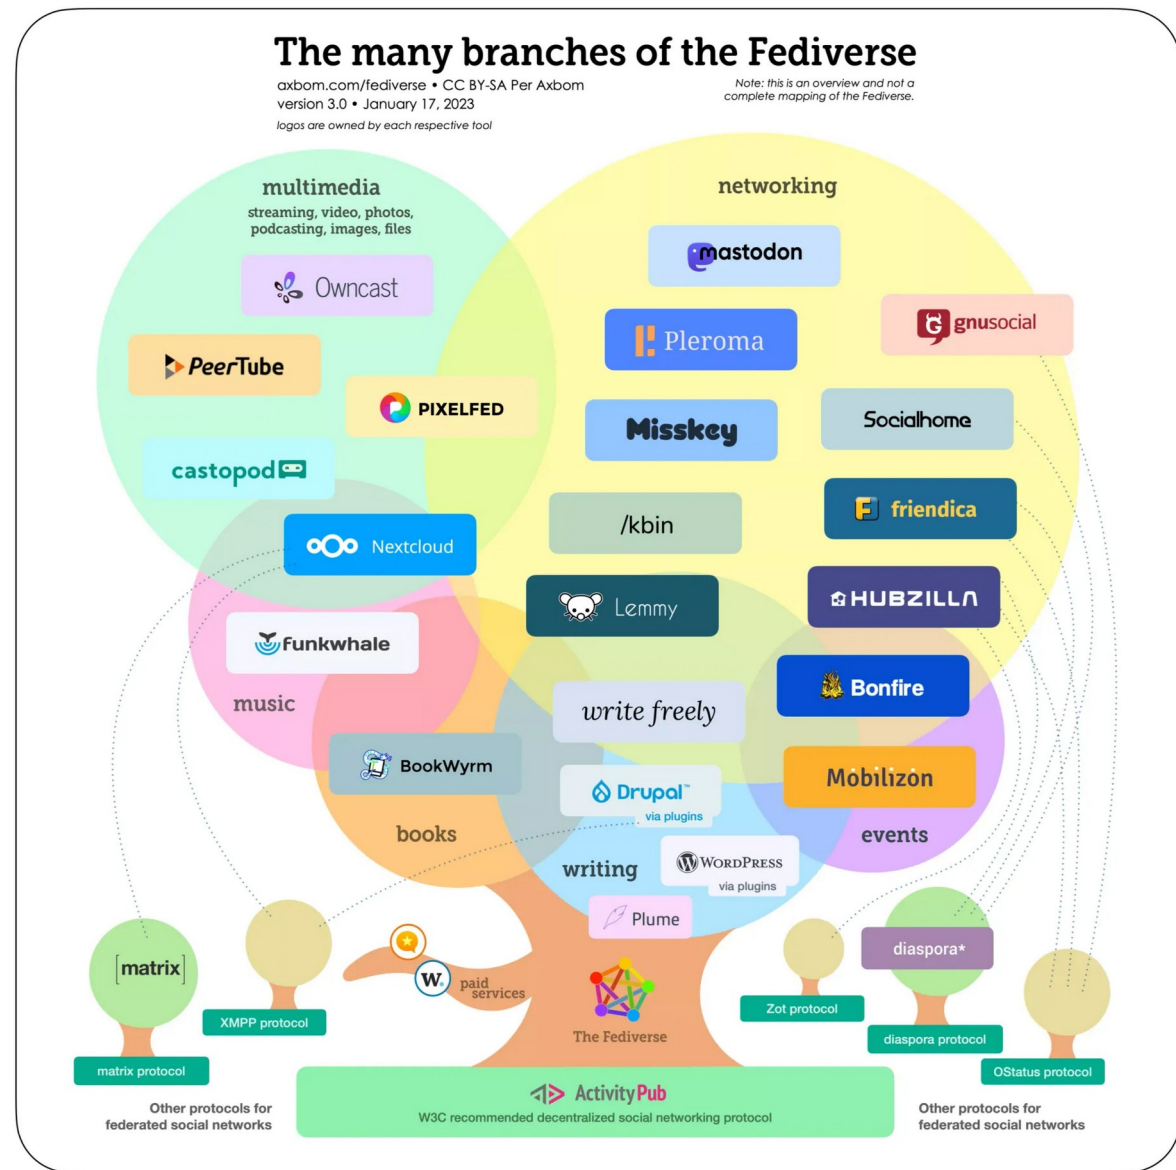 The many branches of the Fediverse
axbom.com/fediverse • CC BY-SA Per Axbom
version 3.0 • January 17, 2023
logos are owned by each respective tool
Note: this is an overview and not a
complete mapping of the Fediverse.
multimedia
streaming, video, photos,
podcasting, images, files
networking
Owncast
mastodon
gnusocial
PeerTube
Pleroma
PIXELFED
Misskey
Socialhome
castopod
/kbin
friendica
Nextcloud
Lemmy
HUBZILLA
Funkwhale
Bonfire
music
write freely
BookWyrm
Drupal™
via plugins
Mobilizon
books
events
writing
WORDPRESS
via plugins
Plume
[matrix]
W.
paid
services
diaspora*
The Fediverse
XMPP protocol
Zot protocol
diaspora protocol
matrix protocol
OStatus protocol
ActivityPub
W3C recommended decentralized social networking protocol
Other protocols for
federated social networks
Other protocols for
federated social networks